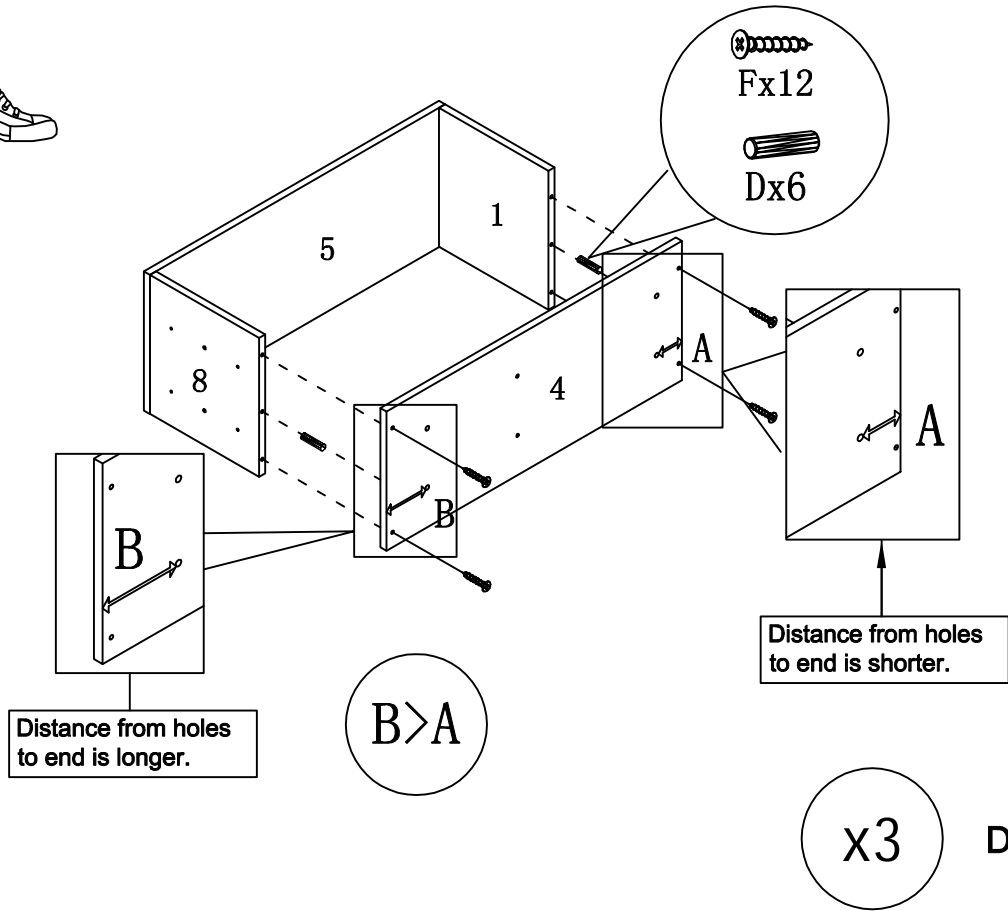 Fx12
Dx6
1
5
8
4
A
B
A
B
Distance from holes
to end is shorter.
Distance from holes
to end is longer.
B>A
x3
D